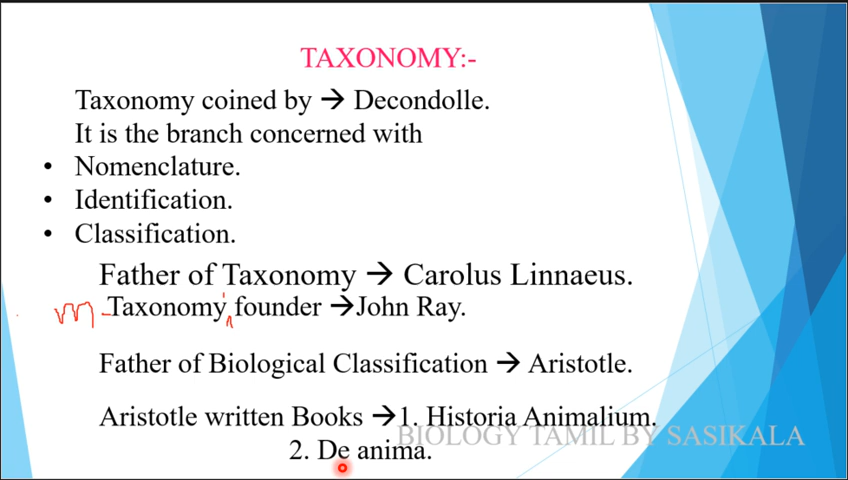 TAXONOMY:-
Taxonomy coined by → Decondolle.
It is the branch concerned with
• Nomenclature.
• Identification.
• Classification.
Father of Taxonomy → Carolus Linnaeus.
Taxonomy founder →John Ray.
Father of Biological Classification → Aristotle.
Aristotle written Books →1. Historia Animalium.
BIOLOGY TAMIL BY SASIKALA
2. De anima.